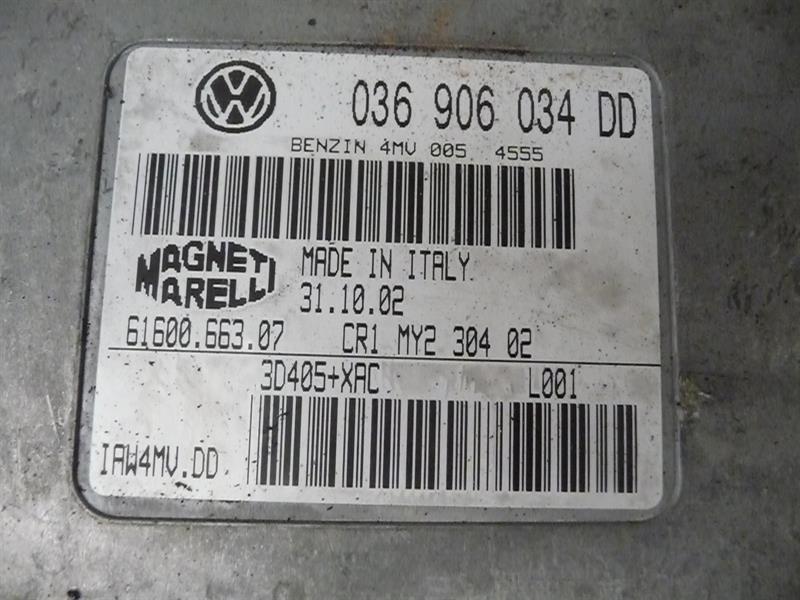 VW 036 906 034 DD
BENZIN 4MV 005 4555
MAGNETI
MARELLI
MADE IN ITALY
31.10.02
61600.663.07 CR1 MY2 304 02
3D405+XAC L001
IAW4MV.DD